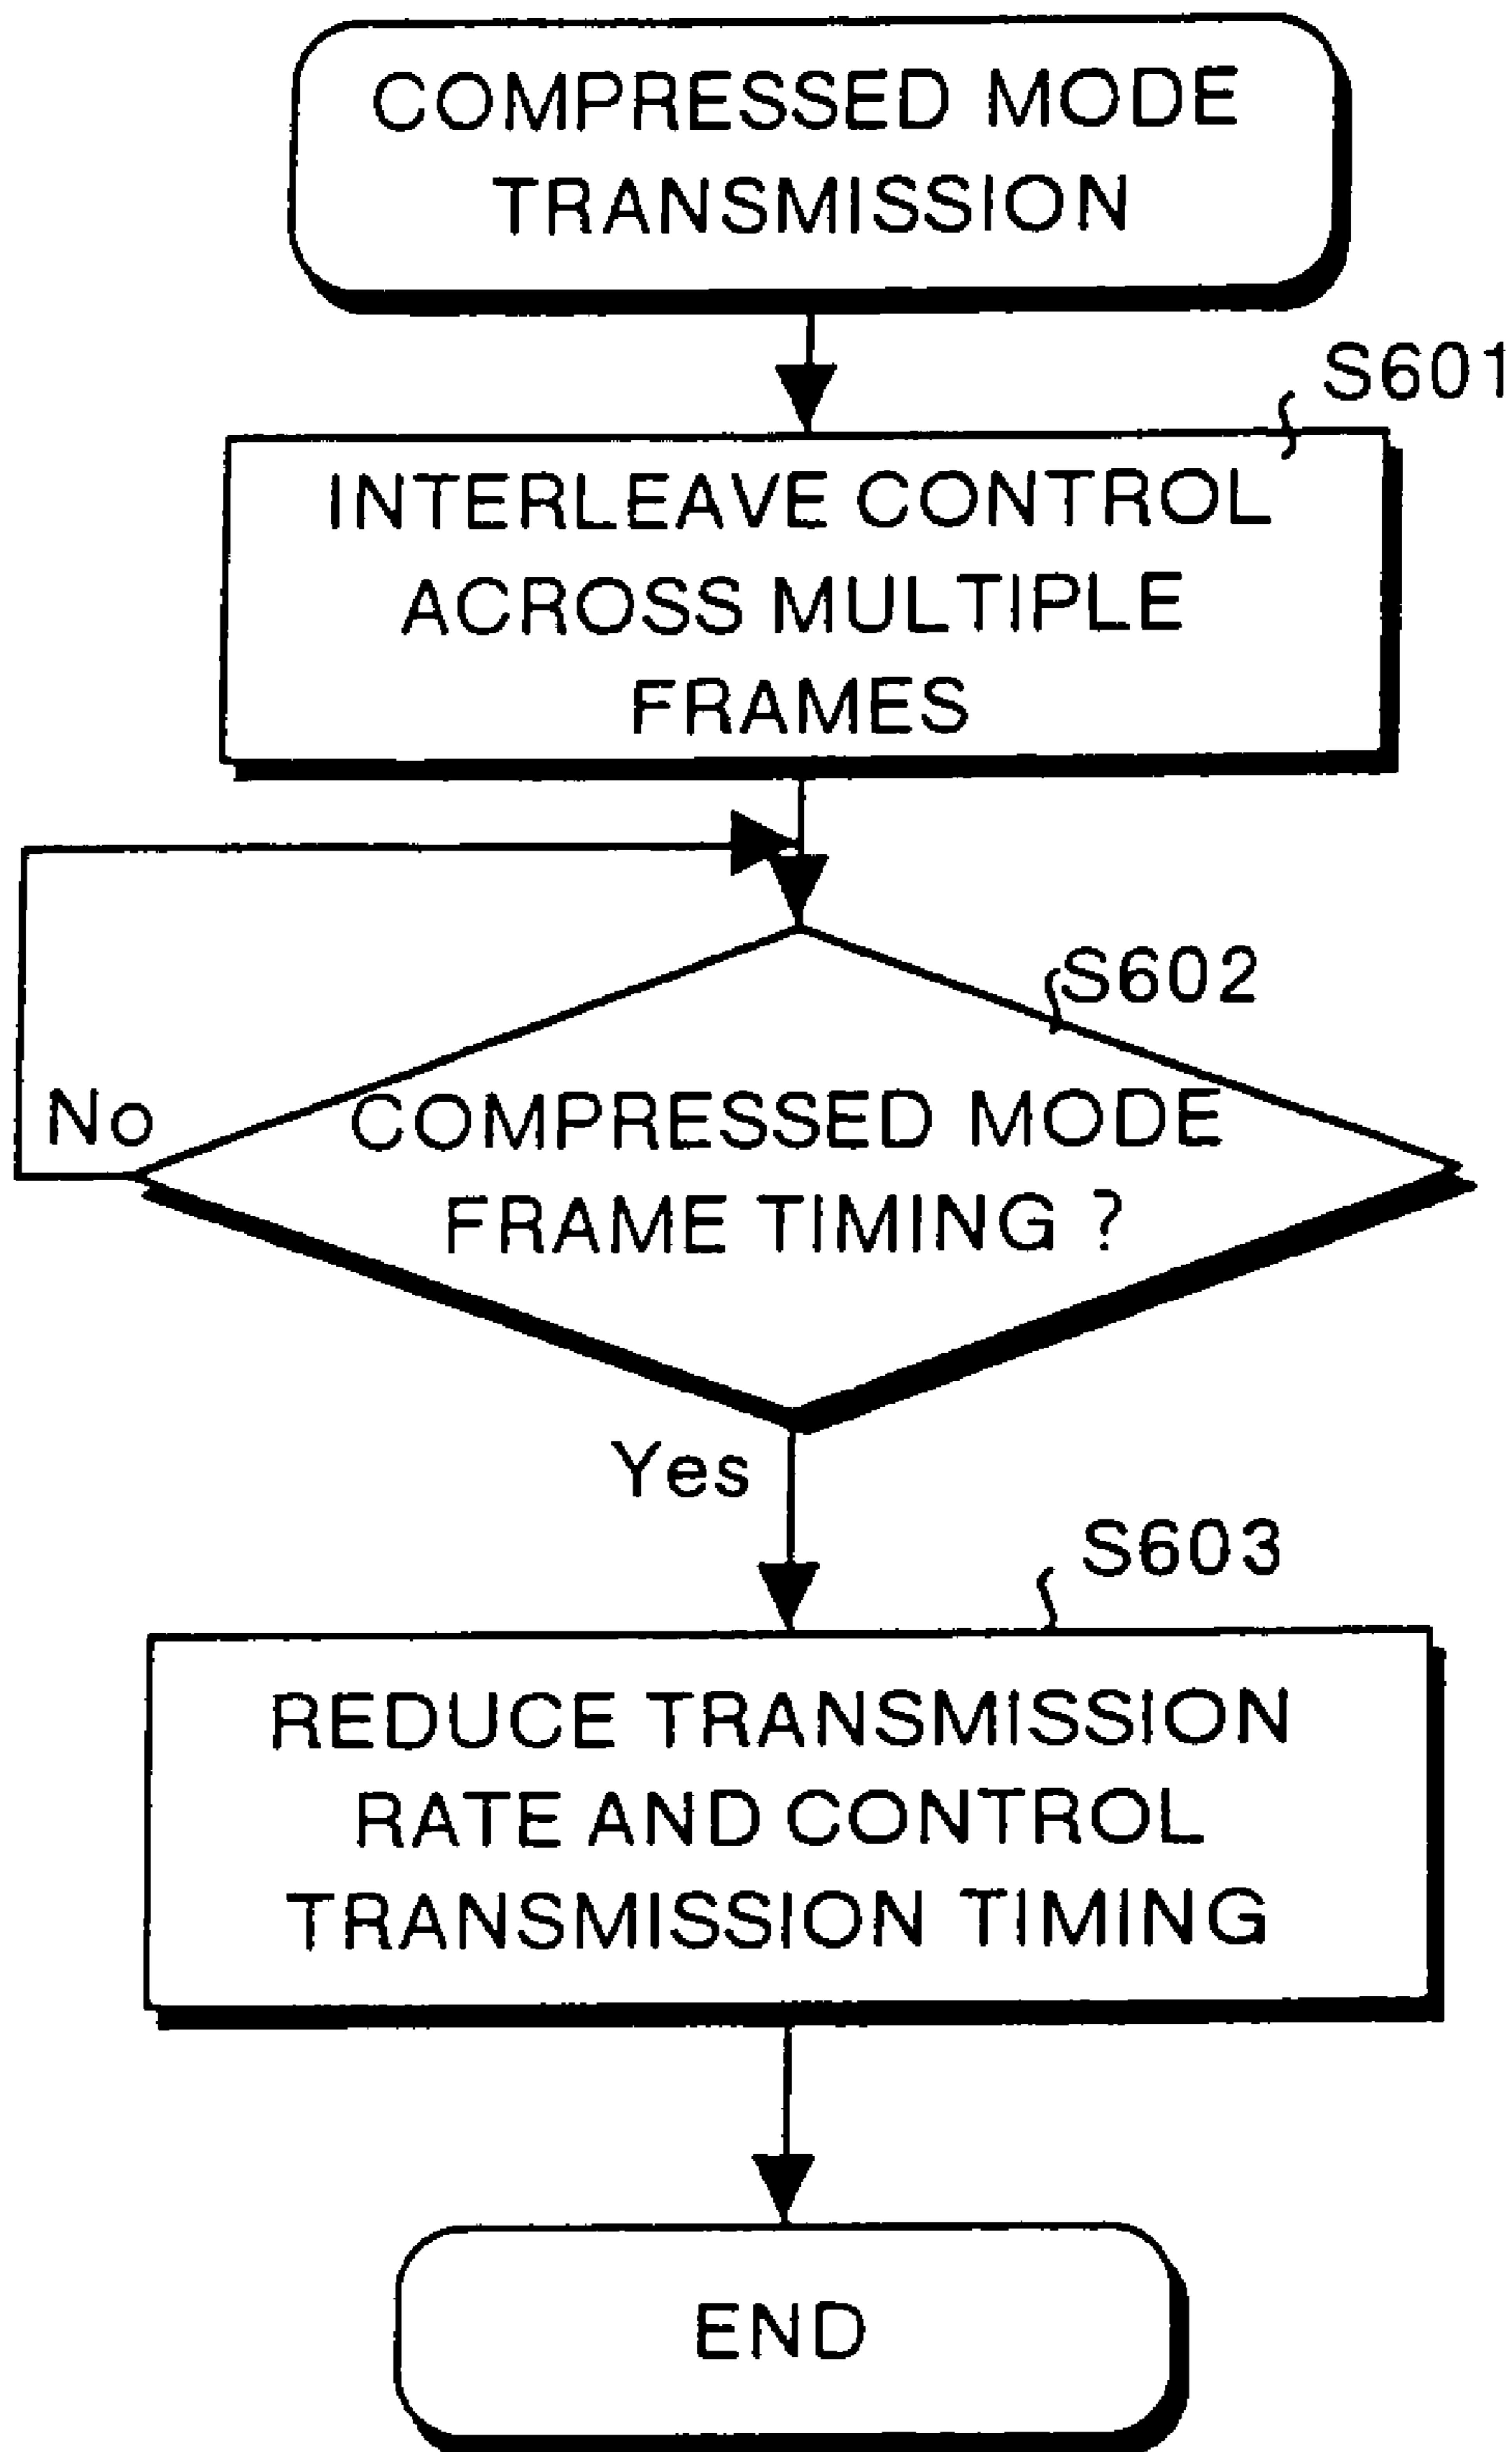 COMPRESSED MODE
TRANSMISSION
S601
INTERLEAVE CONTROL
ACROSS MULTIPLE
FRAMES
S602
No
COMPRESSED MODE
FRAME TIMING ?
Yes
S603
REDUCE TRANSMISSION
RATE AND CONTROL
TRANSMISSION TIMING
END